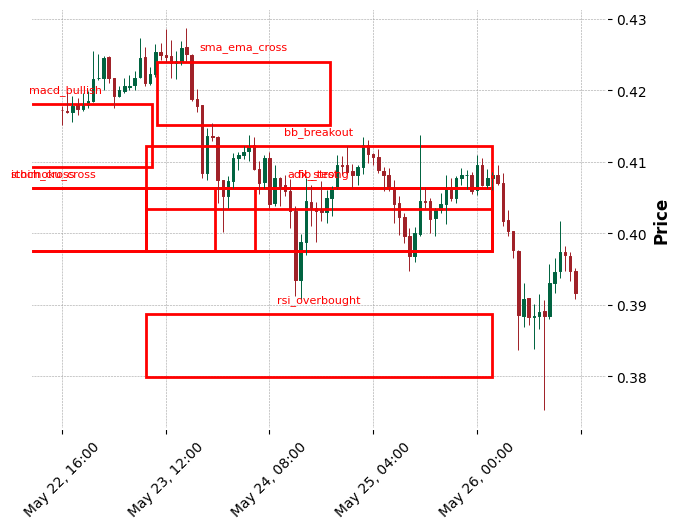 0.43
sma_ema_cross
macd_bullish
0.42
bb_breakout
0.41
fib_test
Price
0.40
rsi_overbought
0.39
0.38
May 22, 16:00
May 23, 12:00
May 24, 08:00
May 25, 04:00
May 26, 00:00